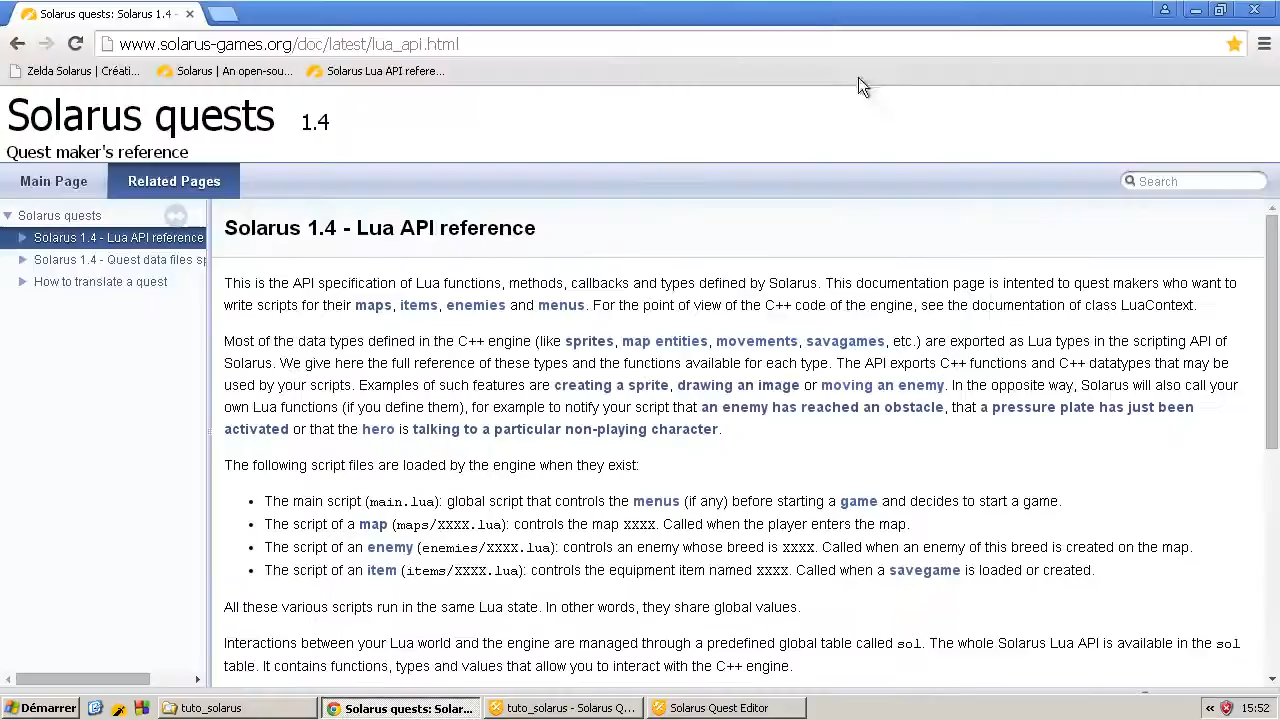 Solarus quests: Solarus 1.4 -
www.solarus-games.org/doc/latest/lua_api.html
Zelda Solarus | Créati...
Solarus | An open-sou...
Solarus Lua API refere...
Solarus quests 1.4
Quest maker's reference
Main Page
Related Pages
Search
Solarus quests
Solarus 1.4 - Lua API reference
Solarus 1.4 - Quest data files sp
How to translate a quest
Solarus 1.4 - Lua API reference
This is the API specification of Lua functions, methods, callbacks and types defined by Solarus. This documentation page is intented to quest makers who want to
write scripts for their maps, items, enemies and menus. For the point of view of the C++ code of the engine, see the documentation of class LuaContext.
Most of the data types defined in the C++ engine (like sprites, map entities, movements, savagames, etc.) are exported as Lua types in the scripting API of
Solarus. We give here the full reference of these types and the functions available for each type. The API exports C++ functions and C++ datatypes that may be
used by your scripts. Examples of such features are creating a sprite, drawing an image or moving an enemy. In the opposite way, Solarus will also call your
own Lua functions (if you define them), for example to notify your script that an enemy has reached an obstacle, that a pressure plate has just been
activated or that the hero is talking to a particular non-playing character.
The following script files are loaded by the engine when they exist:
• The main script (main.lua): global script that controls the menus (if any) before starting a game and decides to start a game.
• The script of a map (maps/XXXX.lua): controls the map XXXX. Called when the player enters the map.
• The script of an enemy (enemies/XXXX.lua): controls an enemy whose breed is XXXX. Called when an enemy of this breed is created on the map.
• The script of an item (items/XXXX.lua): controls the equipment item named XXXX. Called when a savegame is loaded or created.
All these various scripts run in the same Lua state. In other words, they share global values.
Interactions between your Lua world and the engine are managed through a predefined global table called sol. The whole Solarus Lua API is available in the sol
table. It contains functions, types and values that allow you to interact with the C++ engine.
Démarrer
tuto_solarus
Solarus quests: Solar...
tuto_solarus - Solarus Q...
Solarus Quest Editor
15:52